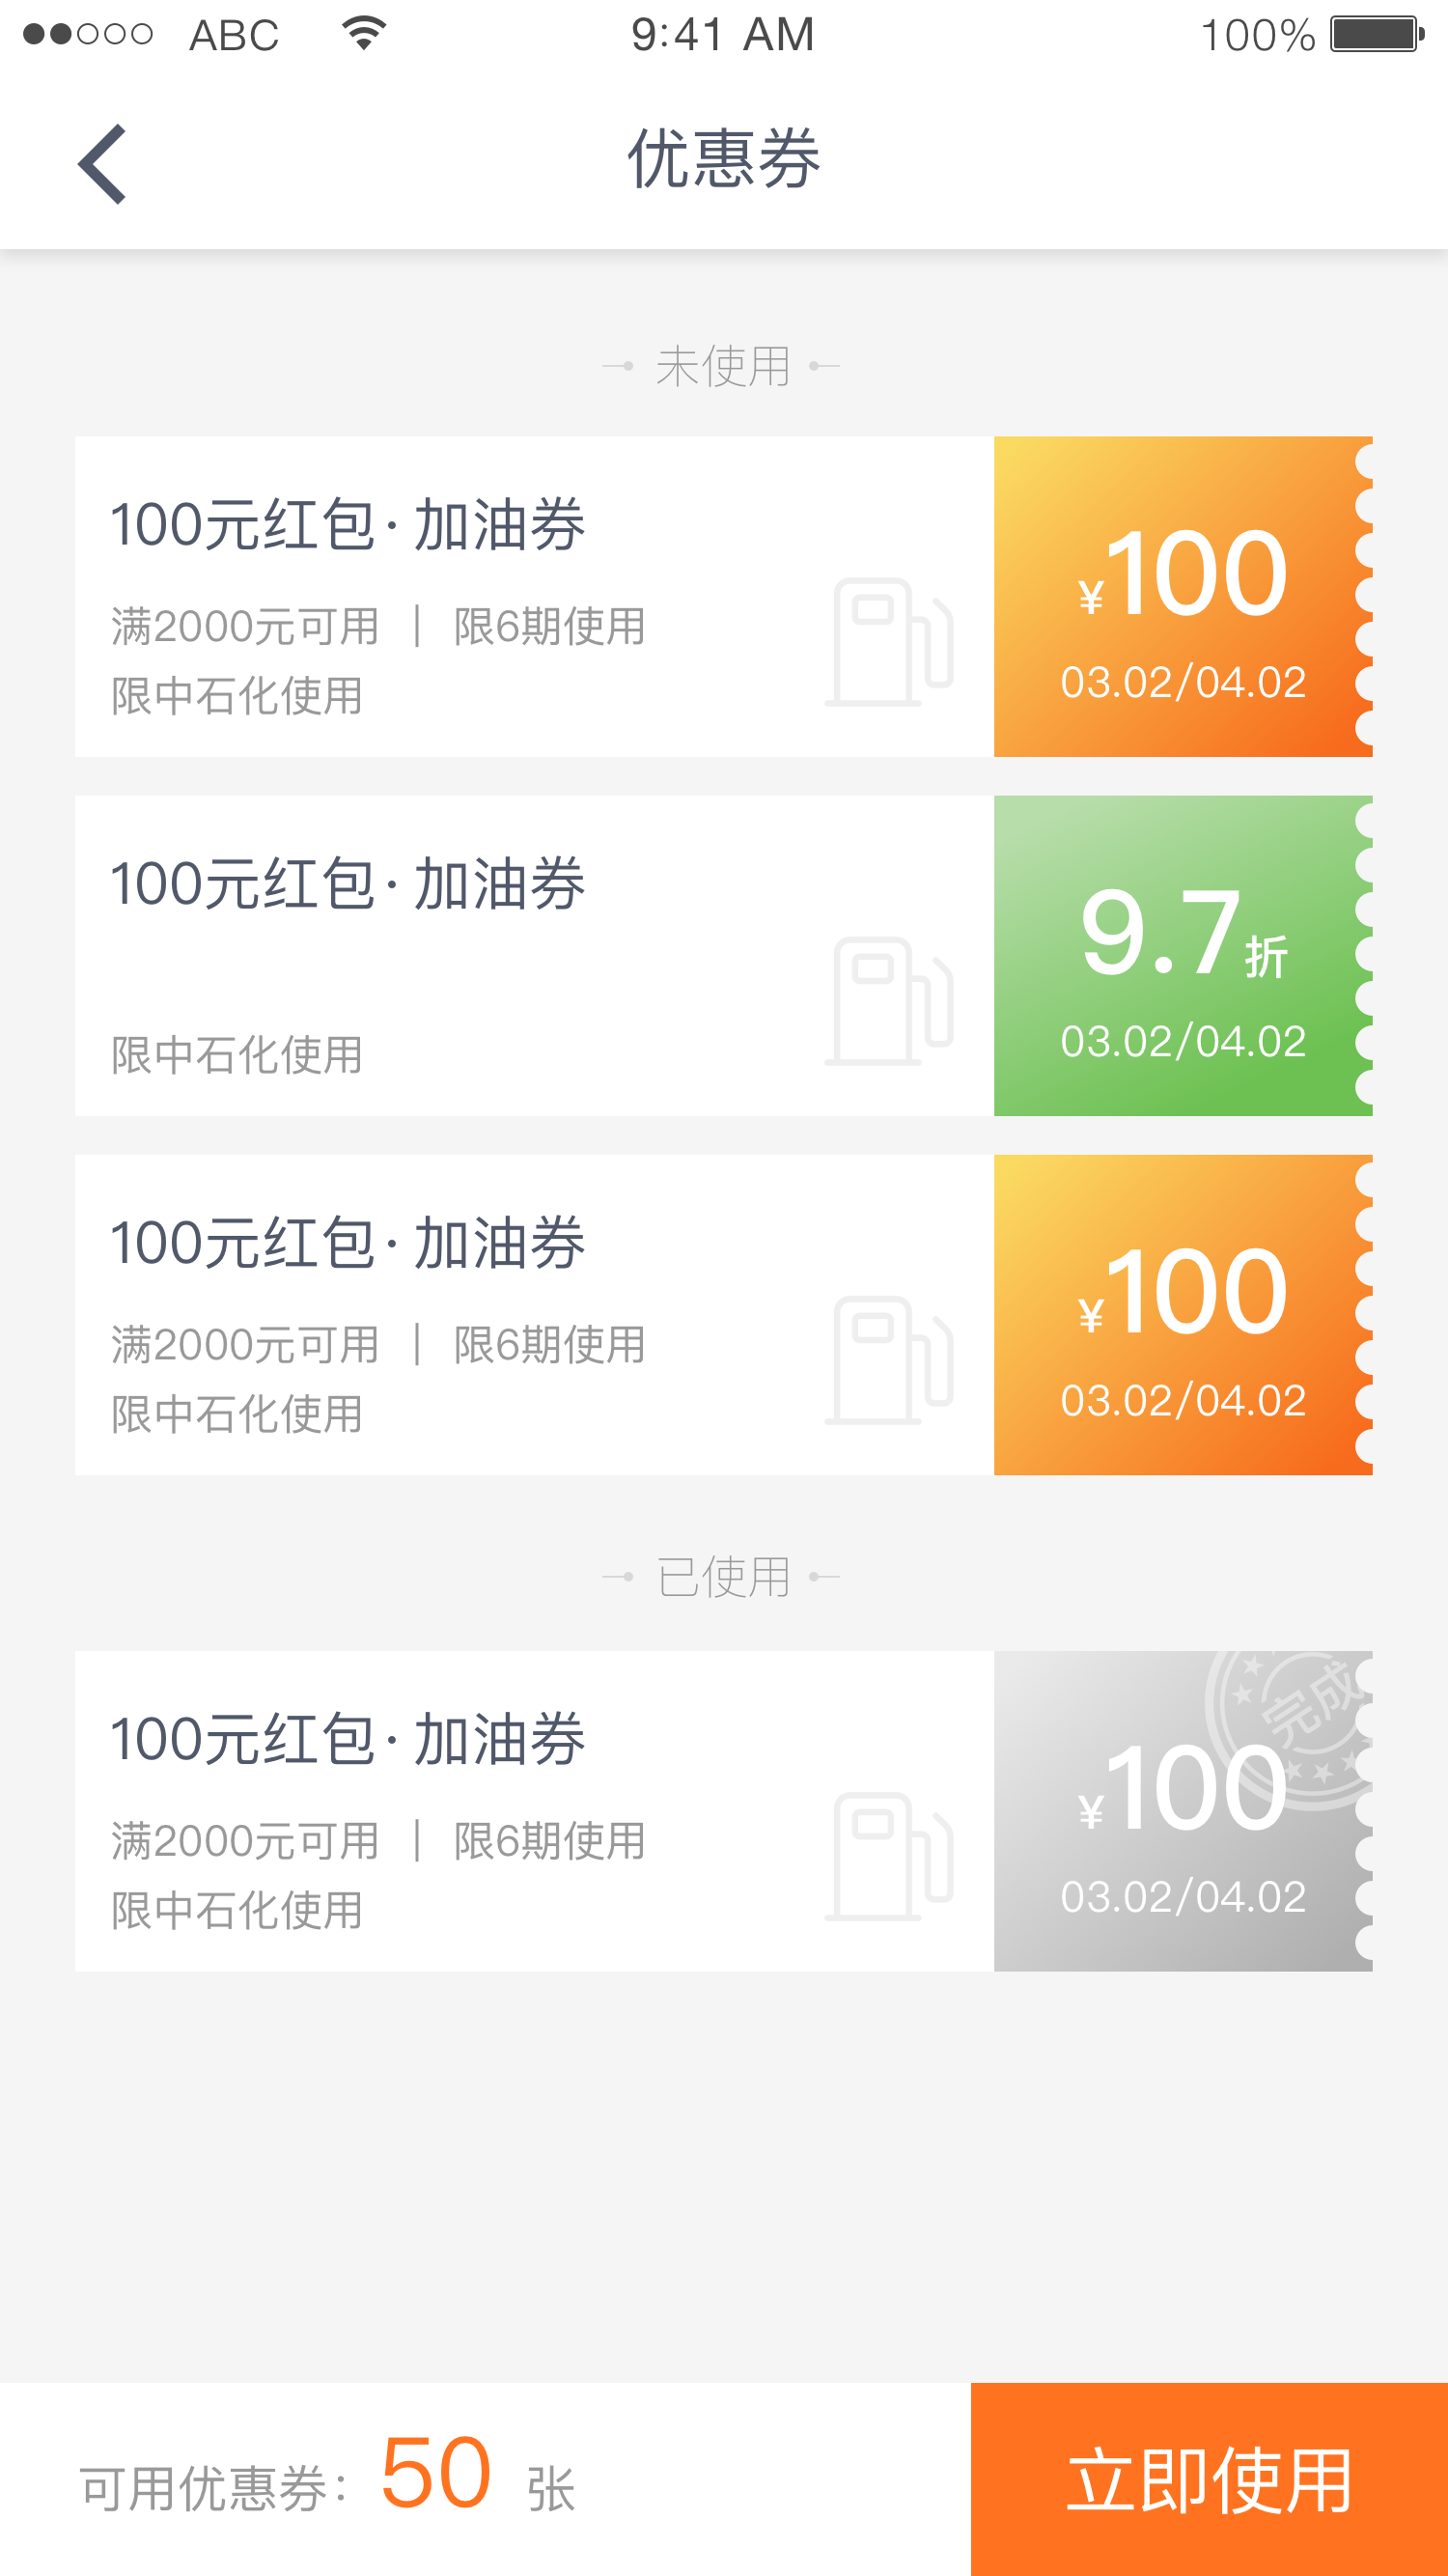 ABC 9:41 AM 100%
优惠券
未使用
100元红包·加油券
满2000元可用 | 限6期使用
限中石化使用
¥100
03.02/04.02
100元红包·加油券
限中石化使用
9.7折
03.02/04.02
100元红包·加油券
满2000元可用 | 限6期使用
限中石化使用
¥100
03.02/04.02
已使用
100元红包·加油券
满2000元可用 | 限6期使用
限中石化使用
完成
¥100
03.02/04.02
可用优惠券: 50 张
立即使用